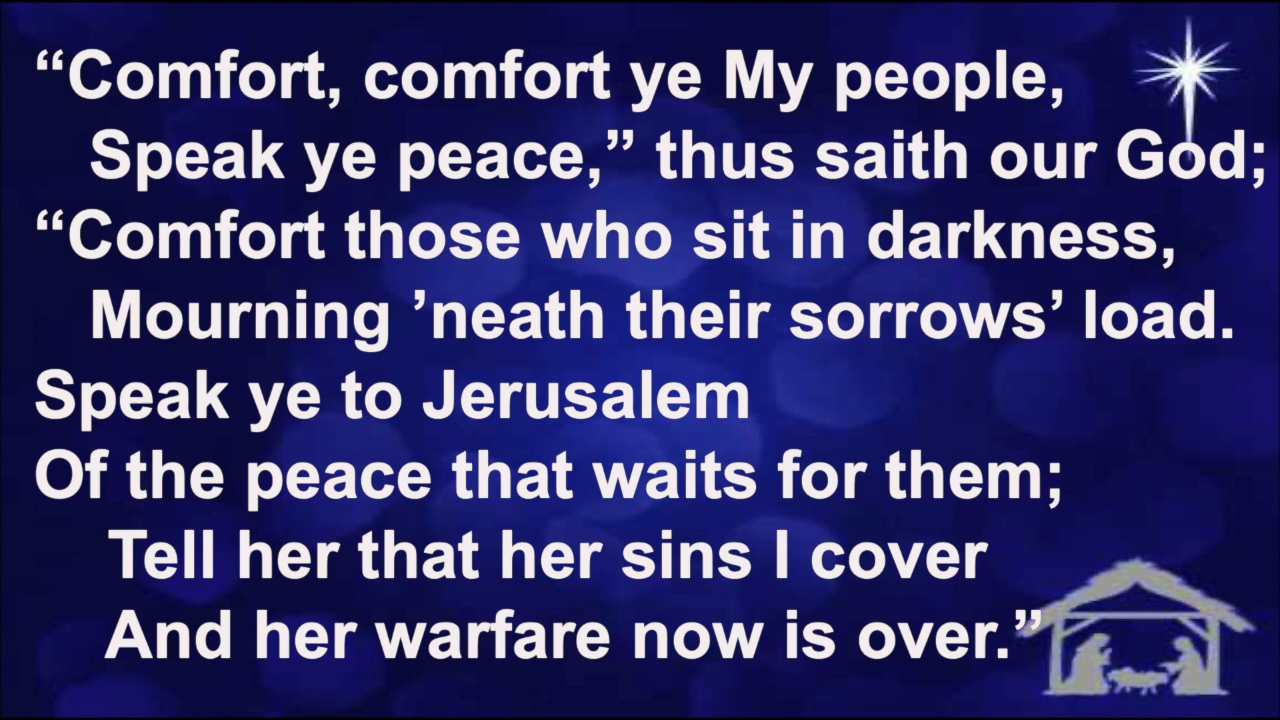 “Comfort, comfort ye My people,
Speak ye peace,” thus saith our God;
“Comfort those who sit in darkness,
Mourning ’neath their sorrows’ load.
Speak ye to Jerusalem
Of the peace that waits for them;
Tell her that her sins I cover
And her warfare now is over.”